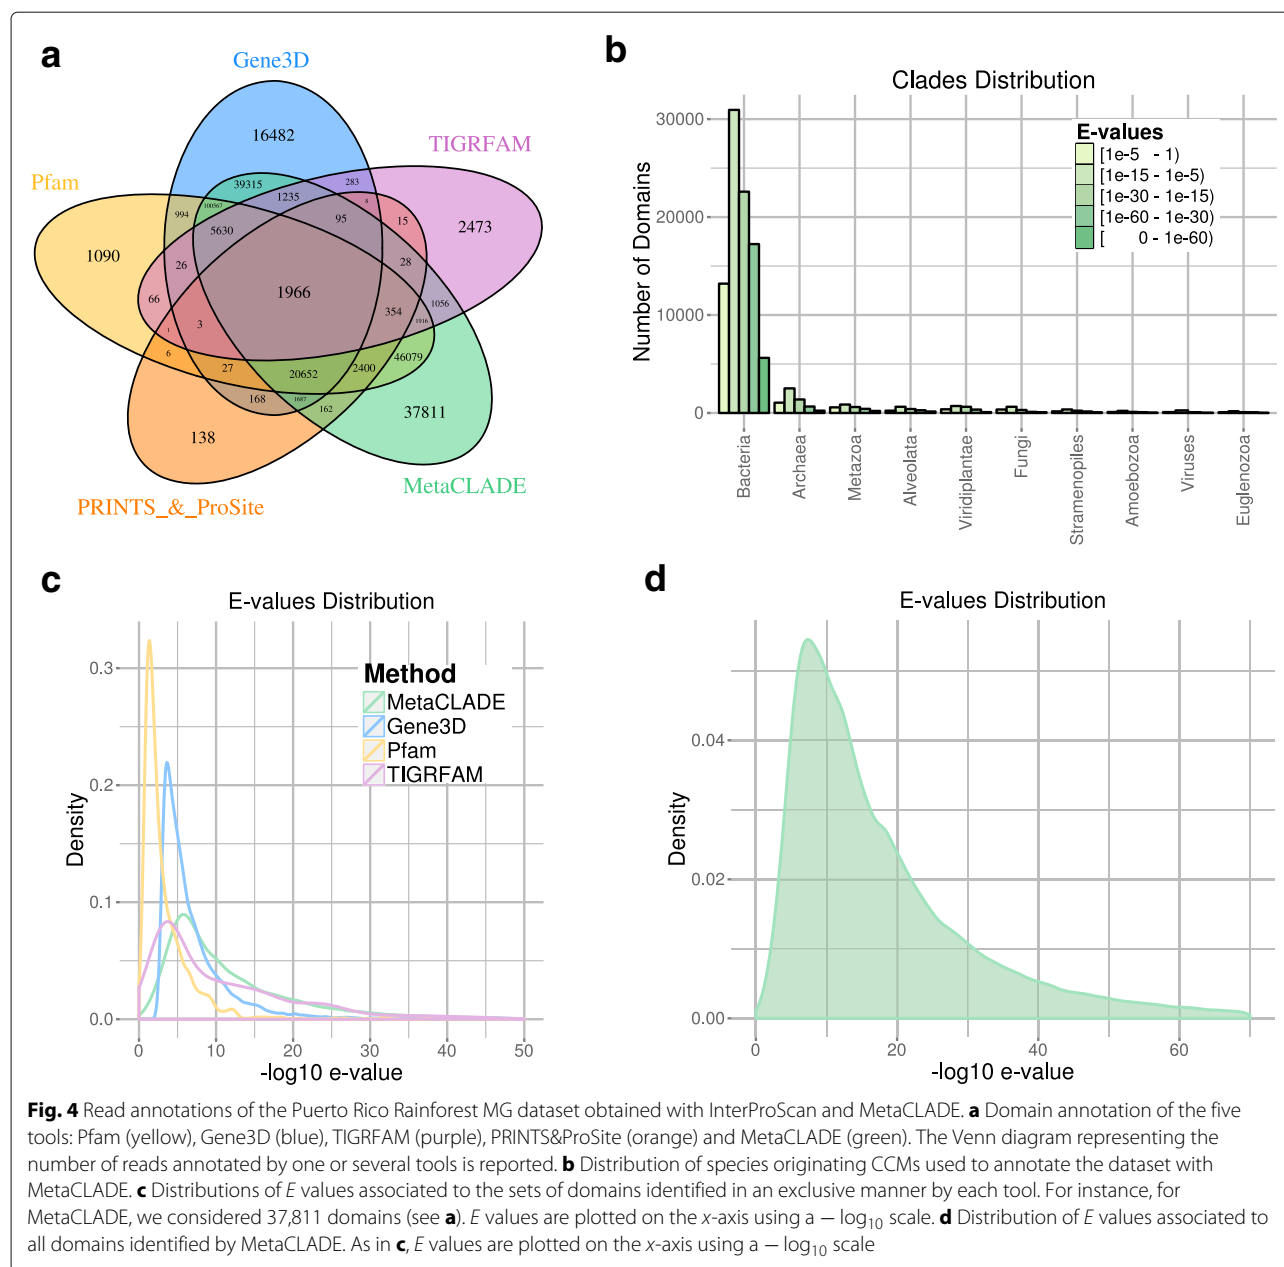 a
Gene3D
TIGRFAM
Pfam
MetaCLADE
PRINTS_&_ProSite
16482
39315
1235
283
8
15
2473
994
100567
5630
95
1090
26
28
66
1966
1056
354
1916
1
3
6
27
20652
2400
46079
168
1687
162
37811
138
b
Clades Distribution
Number of Domains
30000
20000
10000
0
E-values
[1e-5 - 1)
[1e-15 - 1e-5)
[1e-30 - 1e-15)
[1e-60 - 1e-30)
[ 0 - 1e-60)
Bacteria
Archaea
Metazoa
Alveolata
Viridiplantae
Fungi
Stramenopiles
Amoebozoa
Viruses
Euglenozoa
c
E-values Distribution
Density
0.3
0.2
0.1
0.0
Method
MetaCLADE
Gene3D
Pfam
TIGRFAM
0 10 20 30 40 50
-log10 e-value
d
E-values Distribution
Density
0.04
0.02
0.00
0 20 40 60
-log10 e-value
Fig. 4 Read annotations of the Puerto Rico Rainforest MG dataset obtained with InterProScan and MetaCLADE. a Domain annotation of the five
tools: Pfam (yellow), Gene3D (blue), TIGRFAM (purple), PRINTS&ProSite (orange) and MetaCLADE (green). The Venn diagram representing the
number of reads annotated by one or several tools is reported. b Distribution of species originating CCMs used to annotate the dataset with
MetaCLADE. c Distributions of E values associated to the sets of domains identified in an exclusive manner by each tool. For instance, for
MetaCLADE, we considered 37,811 domains (see a). E values are plotted on the x-axis using a − log10 scale. d Distribution of E values associated to
all domains identified by MetaCLADE. As in c, E values are plotted on the x-axis using a − log10 scale